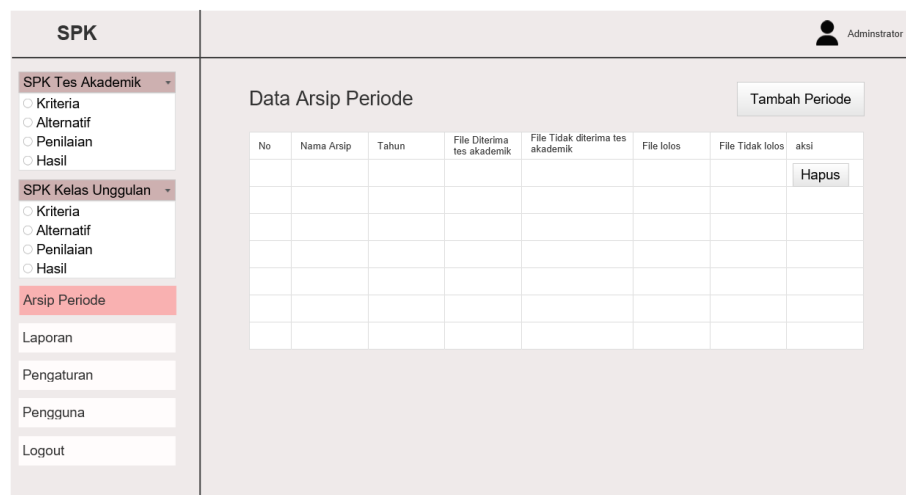 SPK
Adminstrator
SPK Tes Akademik
Kriteria
Alternatif
Penilaian
Hasil
SPK Kelas Unggulan
Kriteria
Alternatif
Penilaian
Hasil
Arsip Periode
Laporan
Pengaturan
Pengguna
Logout
Data Arsip Periode
Tambah Periode
No
Nama Arsip
Tahun
File Diterima
tes akademik
File Tidak diterima tes
akademik
File lolos
File Tidak lolos
aksi
Hapus